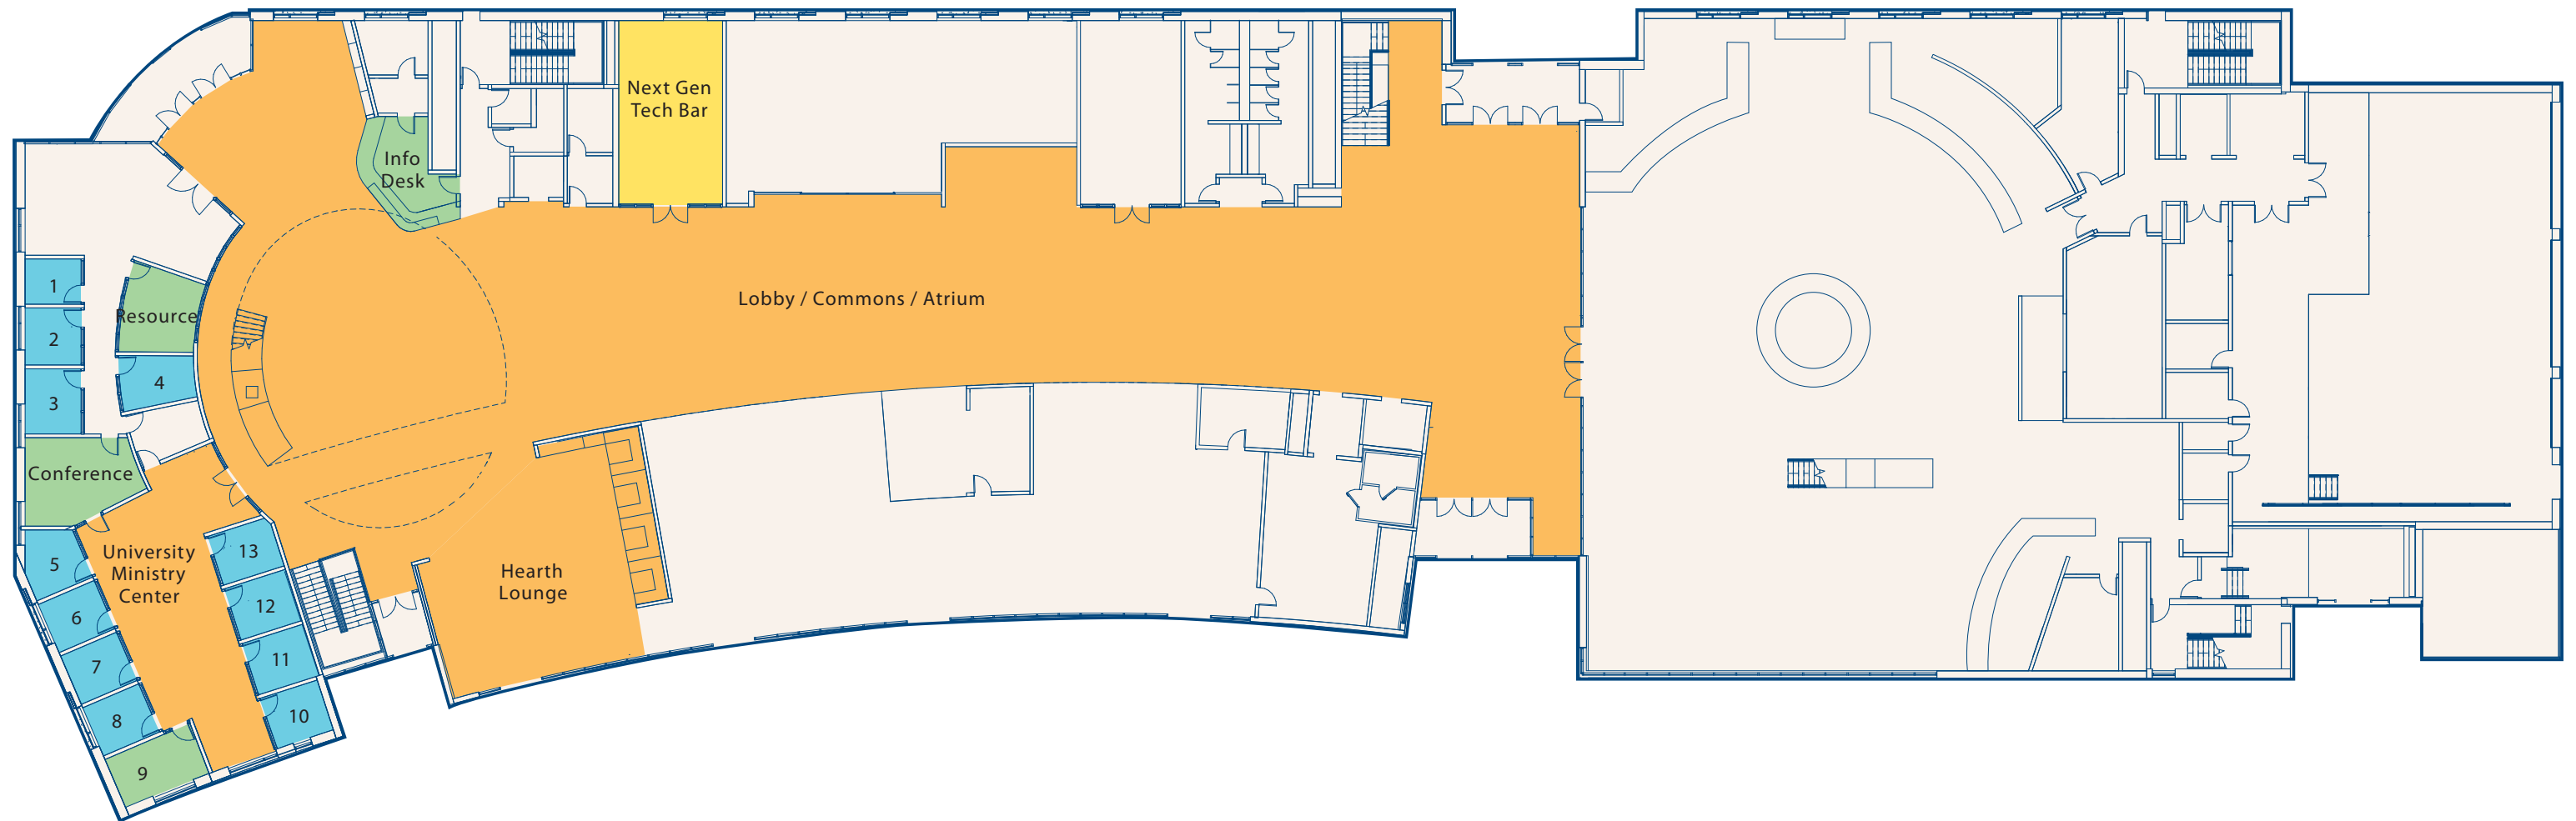 Next Gen
Tech Bar
Info
Desk
1
Resource
2
Lobby / Commons / Atrium
4
3
Conference
University
Ministry
Center
5
13
Hearth
Lounge
6
12
7
11
8
10
9